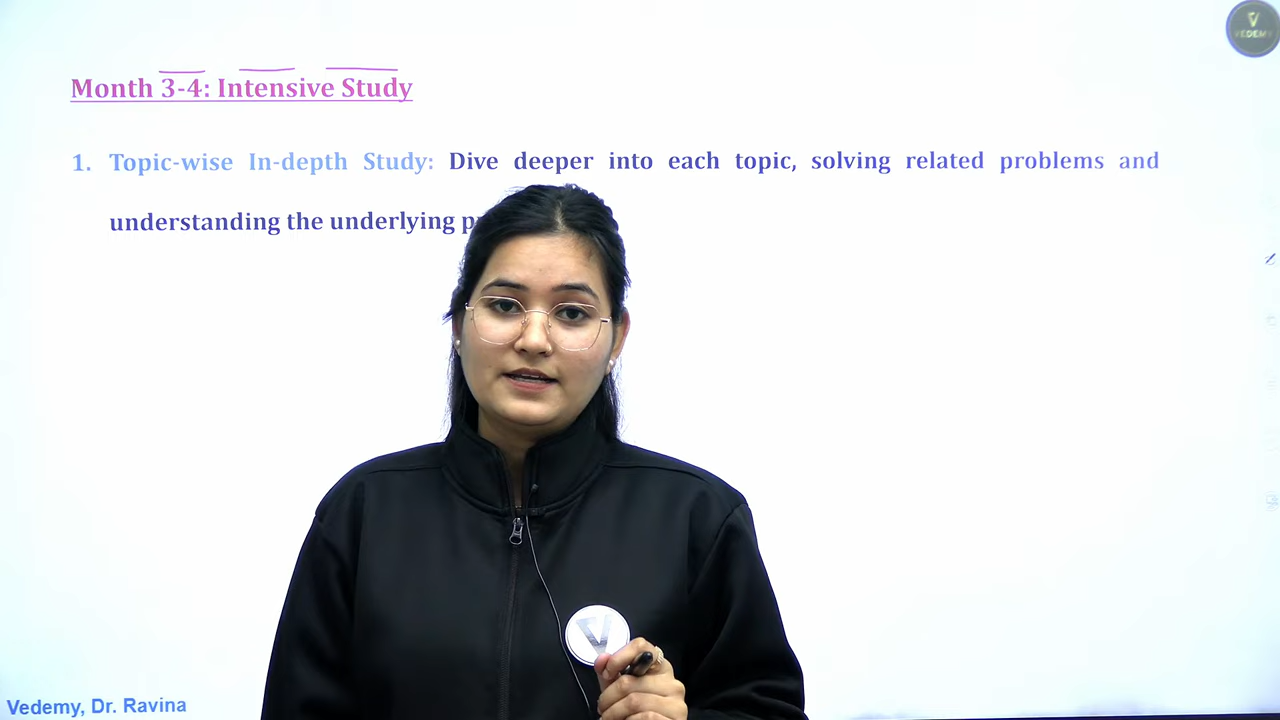 VEDEMY
Month 3-4: Intensive Study
1. Topic-wise In-depth Study: Dive deeper into each topic, solving related problems and
understanding the underlying
Vedemy, Dr. Ravina